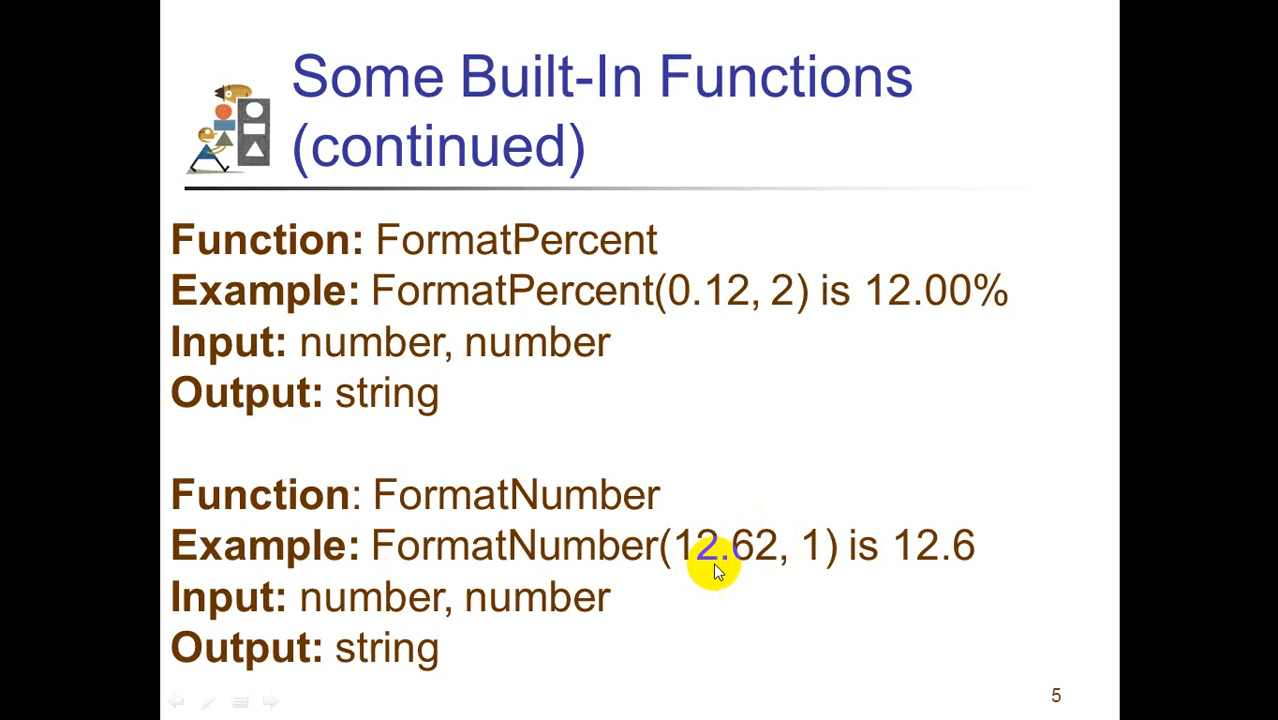 Some Built-In Functions
(continued)
Function: FormatPercent
Example: FormatPercent(0.12, 2) is 12.00%
Input: number, number
Output: string
Function: FormatNumber
Example: FormatNumber(12.62, 1) is 12.6
Input: number, number
Output: string
5